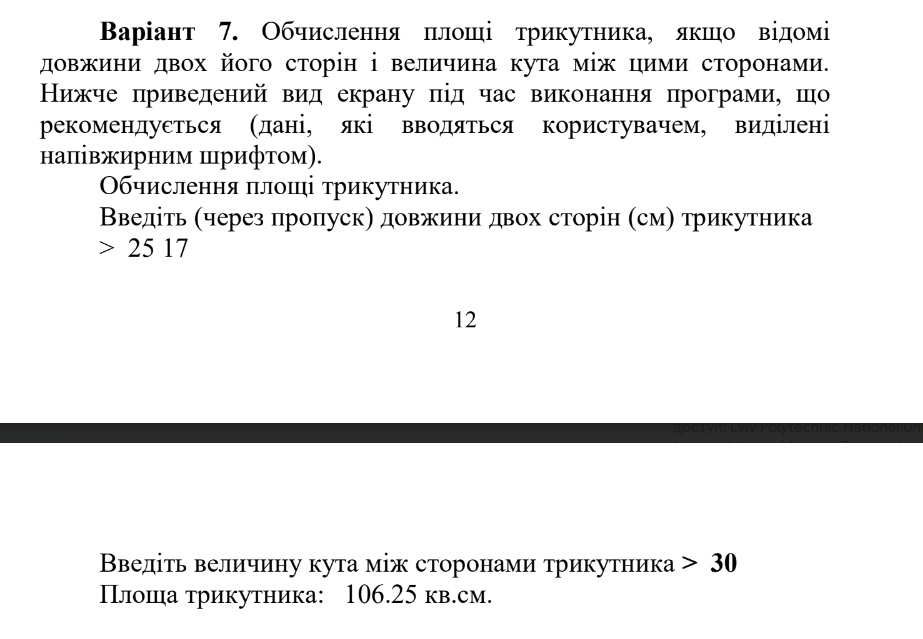 Варіант 7. Обчислення площі трикутника, якщо відомі
довжини двох його сторін і величина кута між цими сторонами.
Нижче приведений вид екрану під час виконання програми, що
рекомендується (дані, які вводяться користувачем, виділені
напівжирним шрифтом).
Обчислення площі трикутника.
Введіть (через пропуск) довжини двох сторін (см) трикутника
> 25 17
12
доступ: Lviv Polytechnic National Un
Введіть величину кута між сторонами трикутника > 30
Площа трикутника: 106.25 кв.см.